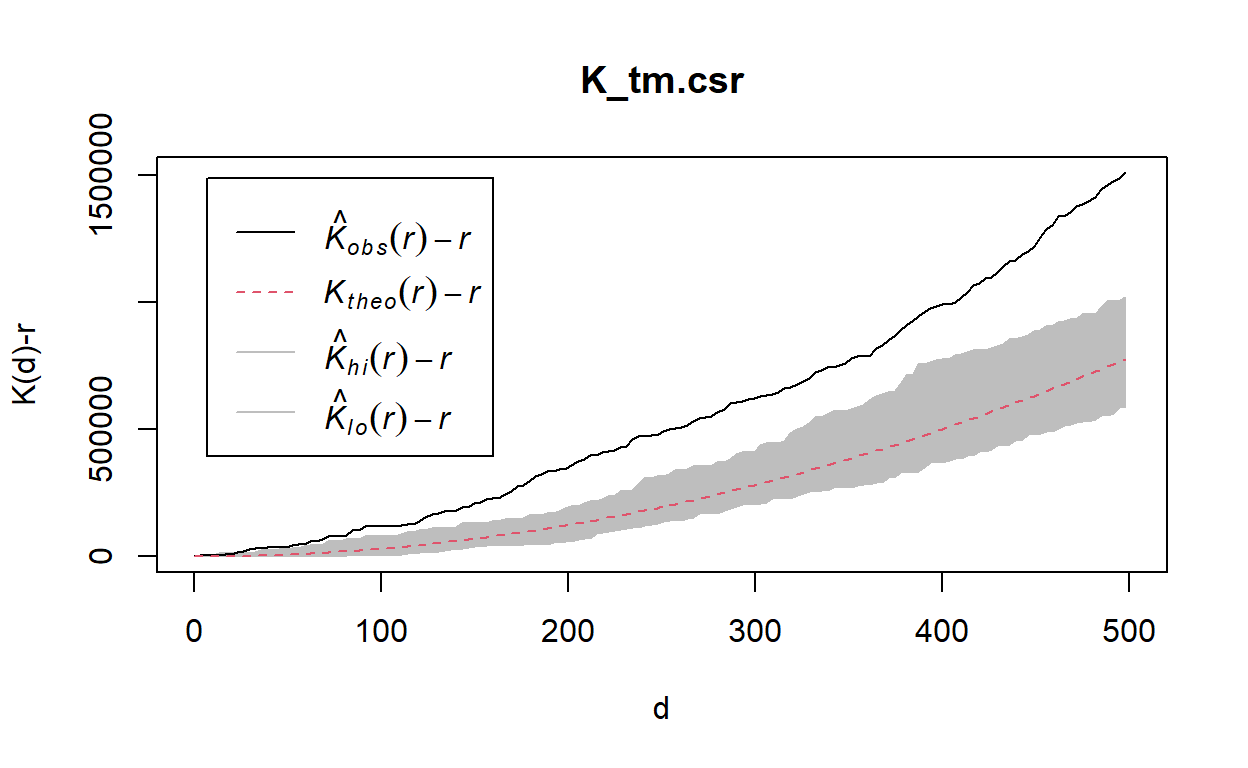 K_tm.csr
K(d)-r
1500000
500000
0
K̂obs(r) – r
Ktheo(r) – r
K̂hi(r) – r
K̂lo(r) – r
0 100 200 300 400 500
d